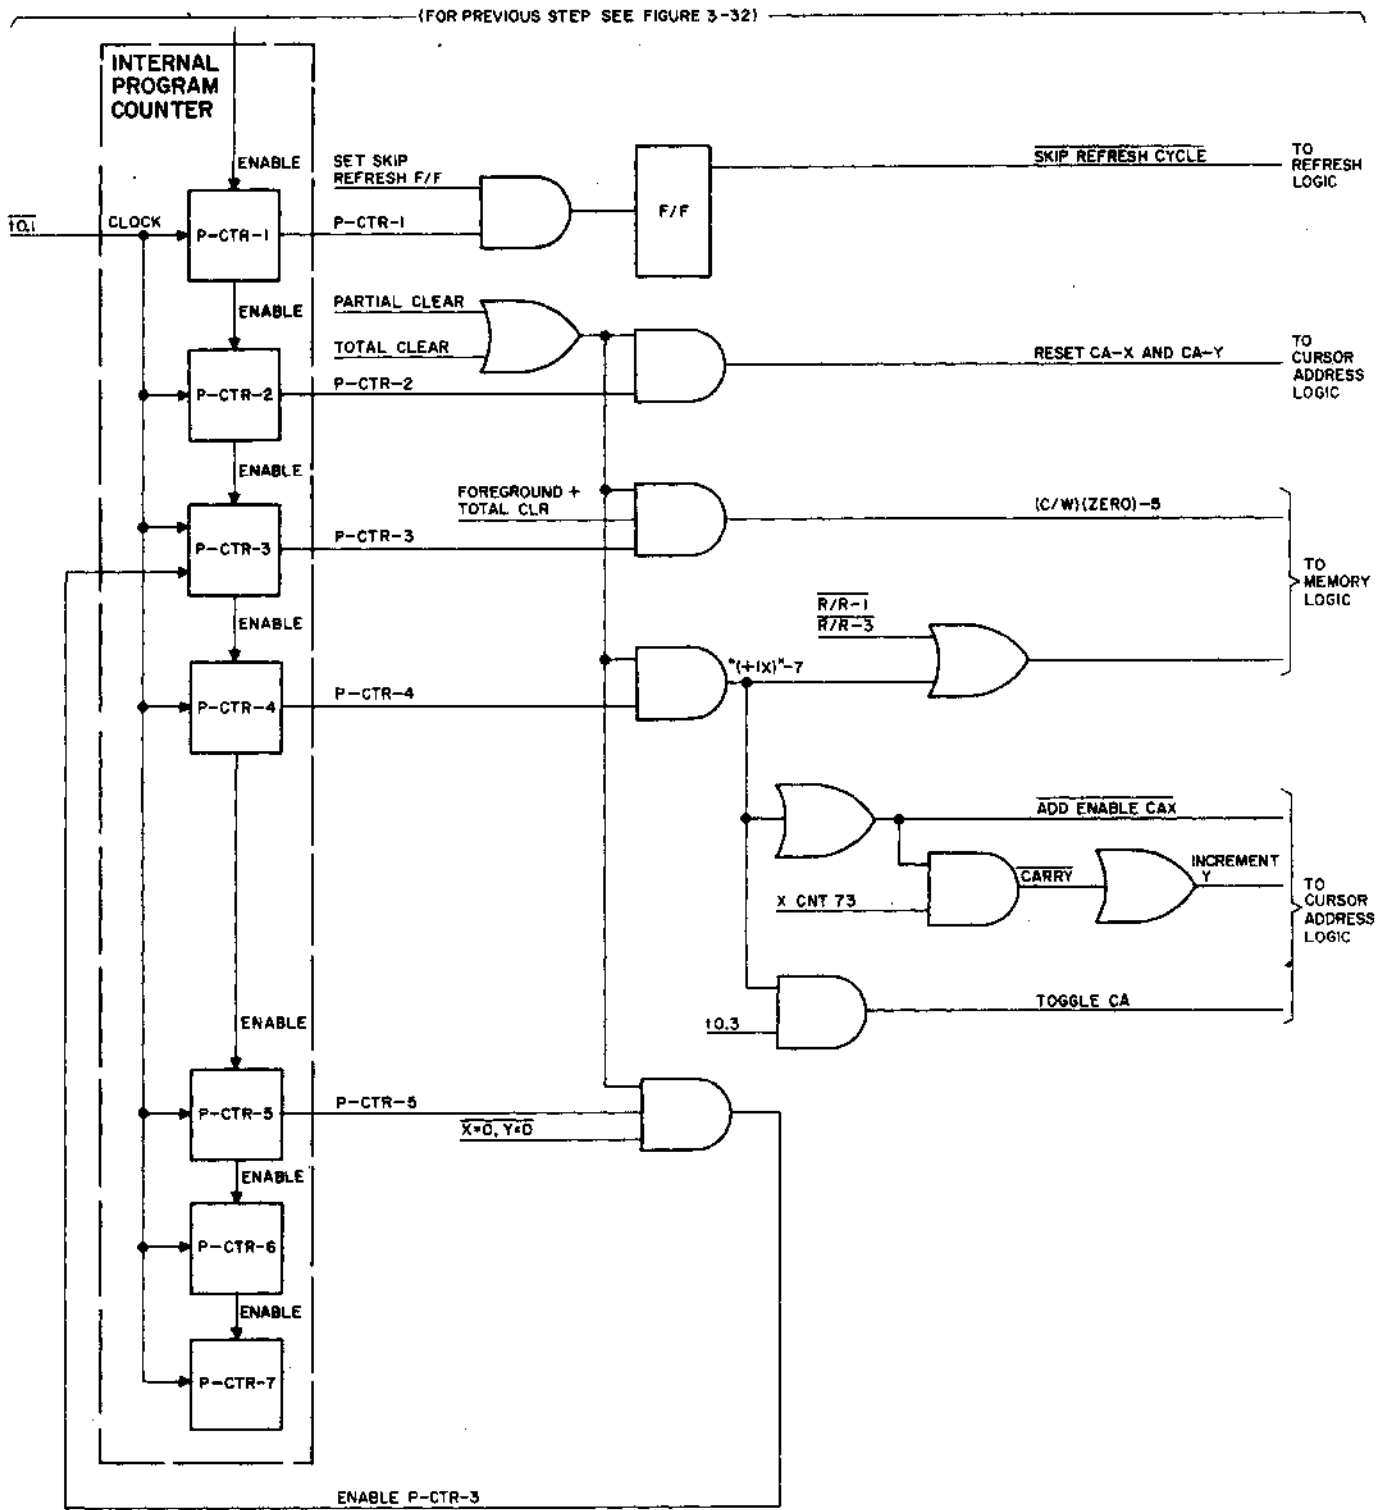 (FOR PREVIOUS STEP SEE FIGURE 3-32)
INTERNAL
PROGRAM
COUNTER
ENABLE
SET SKIP
REFRESH F/F
SKIP REFRESH CYCLE
TO
REFRESH
LOGIC
t0.1
CLOCK
P-CTR-1
P-CTR-1
F/F
ENABLE
PARTIAL CLEAR
TOTAL CLEAR
RESET CA-X AND CA-Y
TO
CURSOR
ADDRESS
LOGIC
P-CTR-2
P-CTR-2
ENABLE
FOREGROUND +
TOTAL CLR
(C/W)(ZERO)-5
P-CTR-3
P-CTR-3
TO
MEMORY
LOGIC
ENABLE
R/R-1
R/R-3
"(+1X)"-7
P-CTR-4
P-CTR-4
ADD ENABLE CAX
CARRY
INCREMENT
Y
X CNT 73
TO
CURSOR
ADDRESS
LOGIC
TOGGLE CA
t0.3
ENABLE
P-CTR-5
P-CTR-5
X=0, Y=0
ENABLE
P-CTR-6
ENABLE
P-CTR-7
ENABLE P-CTR-3